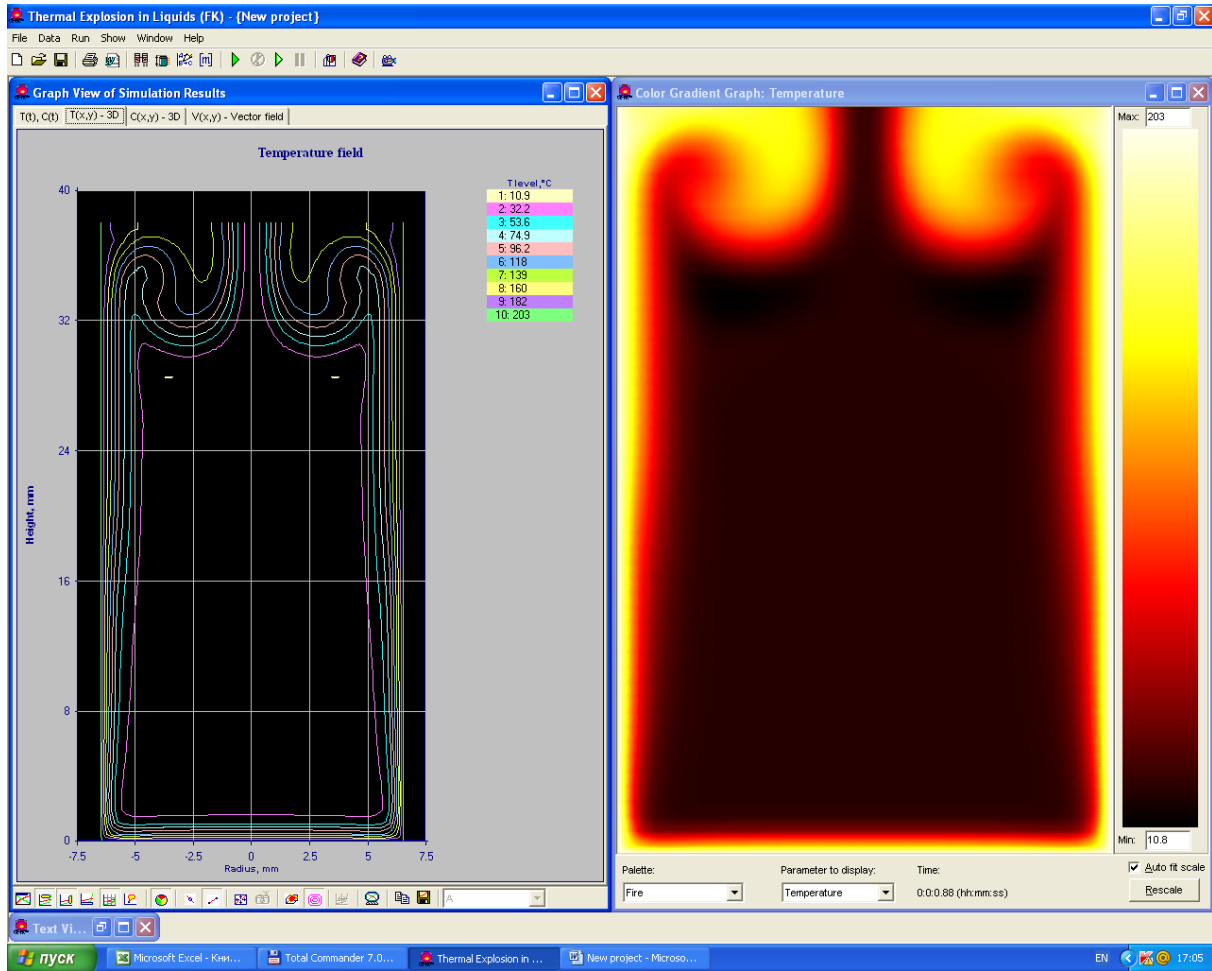 Thermal Explosion in Liquids (FK) - {New project}
File Data Run Show Window Help
Graph View of Simulation Results
T(t), C(t) T(x,y) - 3D C(x,y) - 3D V(x,y) - Vector field
Temperature field
T level,°C
1: 10.9
2: 32.2
3: 53.6
4: 74.9
5: 96.2
6: 118
7: 139
8: 160
9: 182
10: 203
40
32
24
16
8
0
Height, mm
-7.5 -5 -2.5 0 2.5 5 7.5
Radius, mm
A
Color Gradient Graph: Temperature
Max: 203
Min: 10.8
Palette: Parameter to display: Time:
Fire Temperature 0:0:0.88 (hh:mm:ss)
Auto fit scale
Rescale
Text Vi...
пуск Microsoft Excel - Кни... Total Commander 7.0... Thermal Explosion in ... New project - Microso... EN 17:05